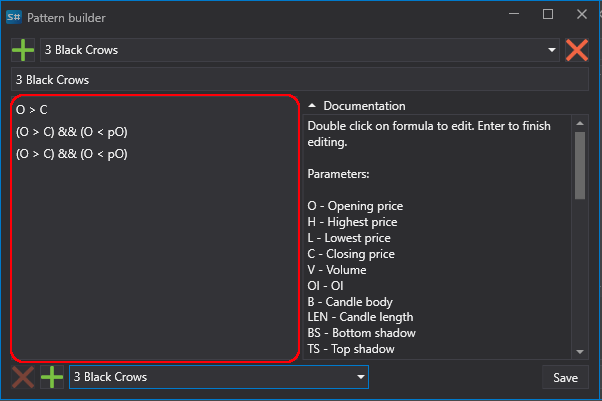 S# Pattern builder
3 Black Crows
3 Black Crows
O > C
(O > C) && (O < pO)
(O > C) && (O < pO)
Documentation
Double click on formula to edit. Enter to finish
editing.
Parameters:
O - Opening price
H - Highest price
L - Lowest price
C - Closing price
V - Volume
OI - OI
B - Candle body
LEN - Candle length
BS - Bottom shadow
TS - Top shadow
3 Black Crows
Save